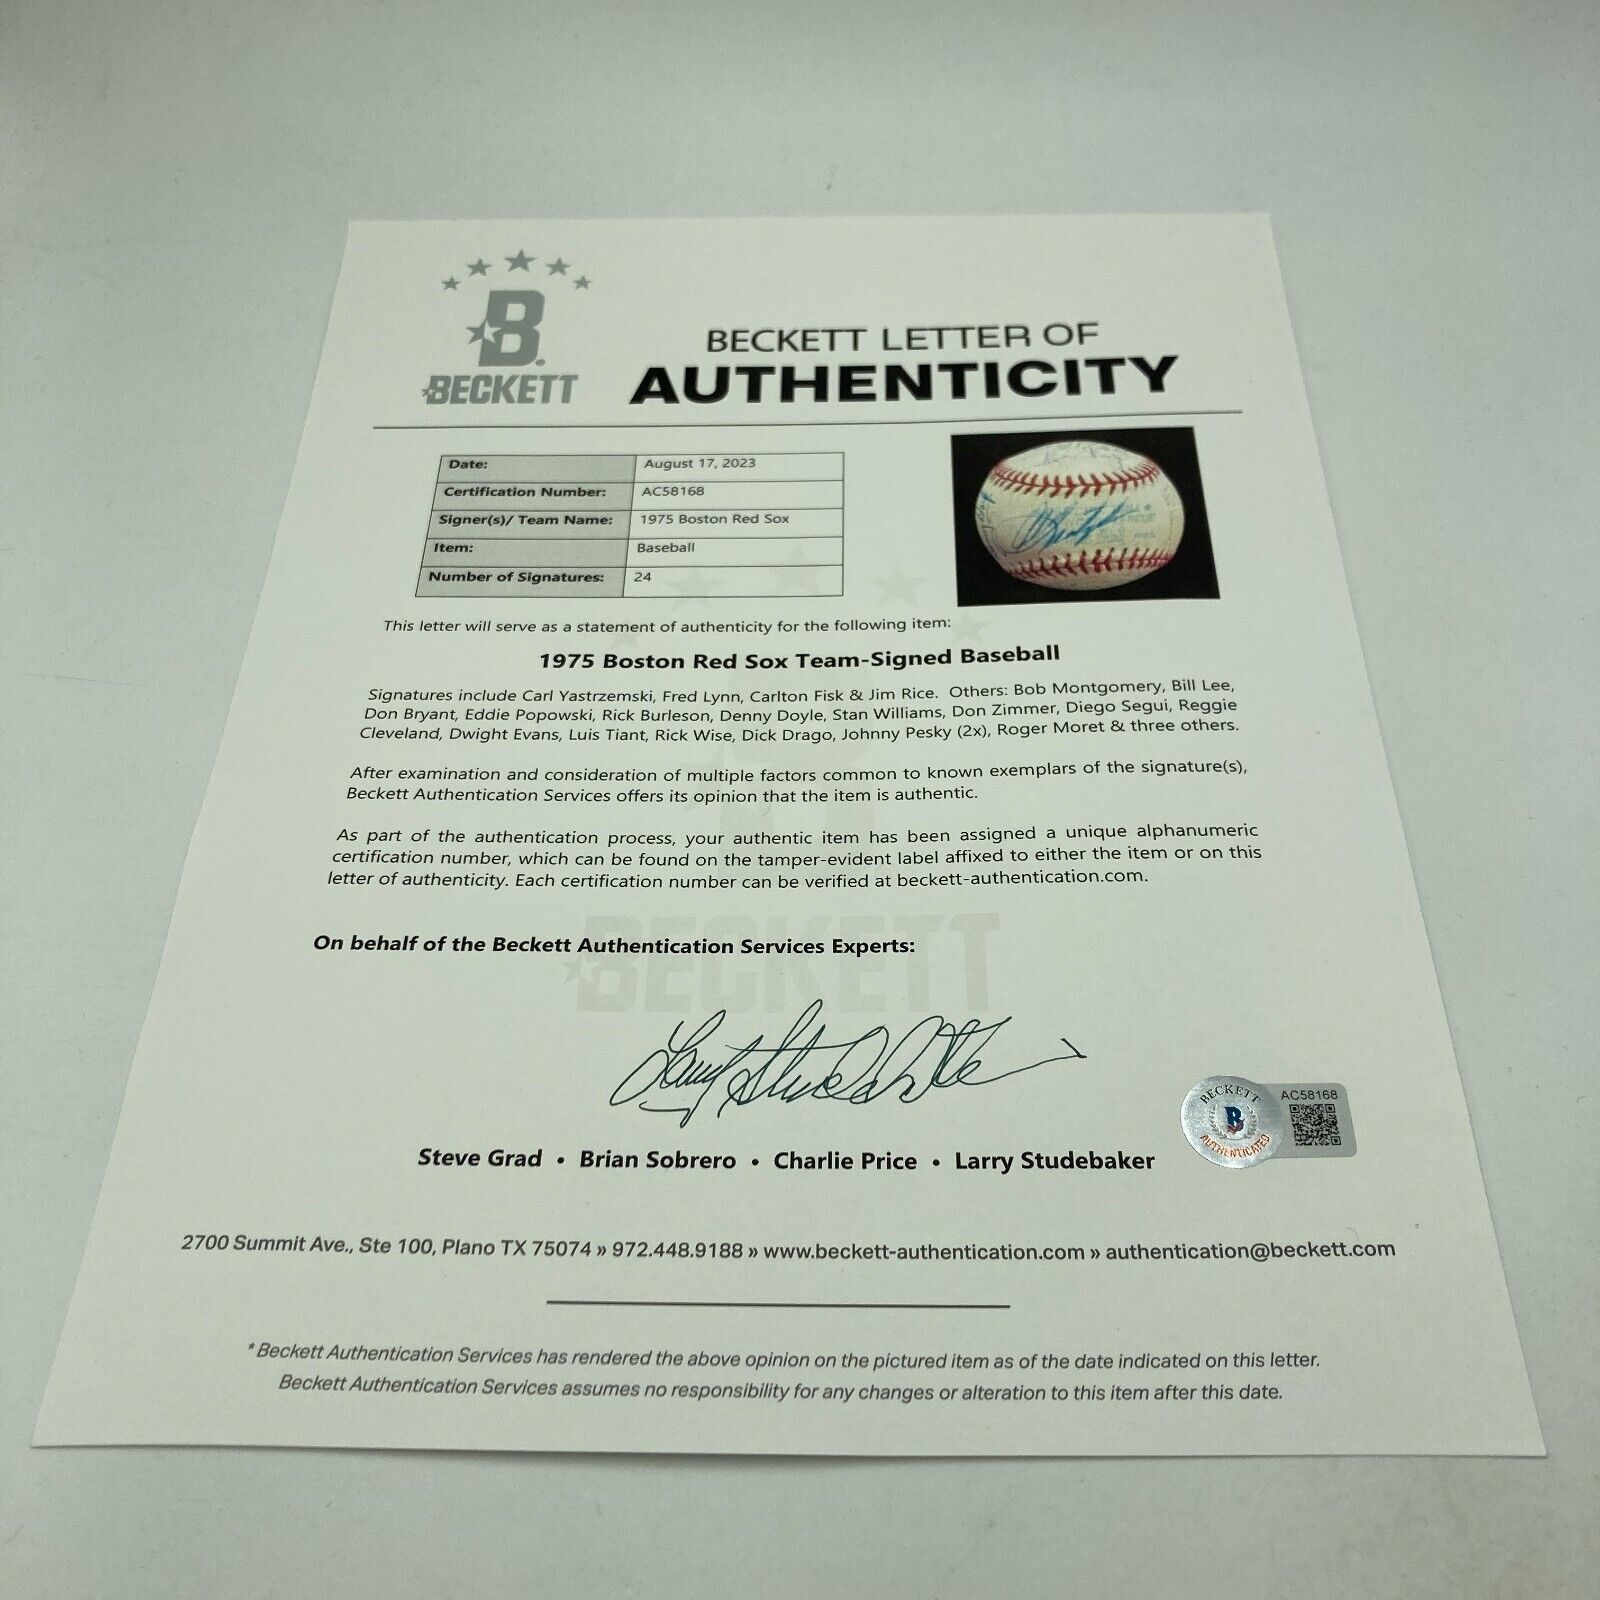 BECKETT
BECKETT LETTER OF
AUTHENTICITY
Date: August 17, 2023
Certification Number: AC58168
Signer(s)/ Team Name: 1975 Boston Red Sox
Item: Baseball
Number of Signatures: 24
This letter will serve as a statement of authenticity for the following item:
1975 Boston Red Sox Team-Signed Baseball
Signatures include Carl Yastrzemski, Fred Lynn, Carlton Fisk & Jim Rice. Others: Bob Montgomery, Bill Lee,
Don Bryant, Eddie Popowski, Rick Burleson, Denny Doyle, Stan Williams, Don Zimmer, Diego Segui, Reggie
Cleveland, Dwight Evans, Luis Tiant, Rick Wise, Dick Drago, Johnny Pesky (2x), Roger Moret & three others.
After examination and consideration of multiple factors common to known exemplars of the signature(s),
Beckett Authentication Services offers its opinion that the item is authentic.
As part of the authentication process, your authentic item has been assigned a unique alphanumeric
certification number, which can be found on the tamper-evident label affixed to either the item or on this
letter of authenticity. Each certification number can be verified at beckett-authentication.com.
On behalf of the Beckett Authentication Services Experts:
BECKETT
Larry Studebaker
BECKETT
B
AUTHENTICATED
AC58168
Steve Grad • Brian Sobrero • Charlie Price • Larry Studebaker
2700 Summit Ave., Ste 100, Plano TX 75074 » 972.448.9188 » www.beckett-authentication.com » authentication@beckett.com
*Beckett Authentication Services has rendered the above opinion on the pictured item as of the date indicated on this letter.
Beckett Authentication Services assumes no responsibility for any changes or alteration to this item after this date.